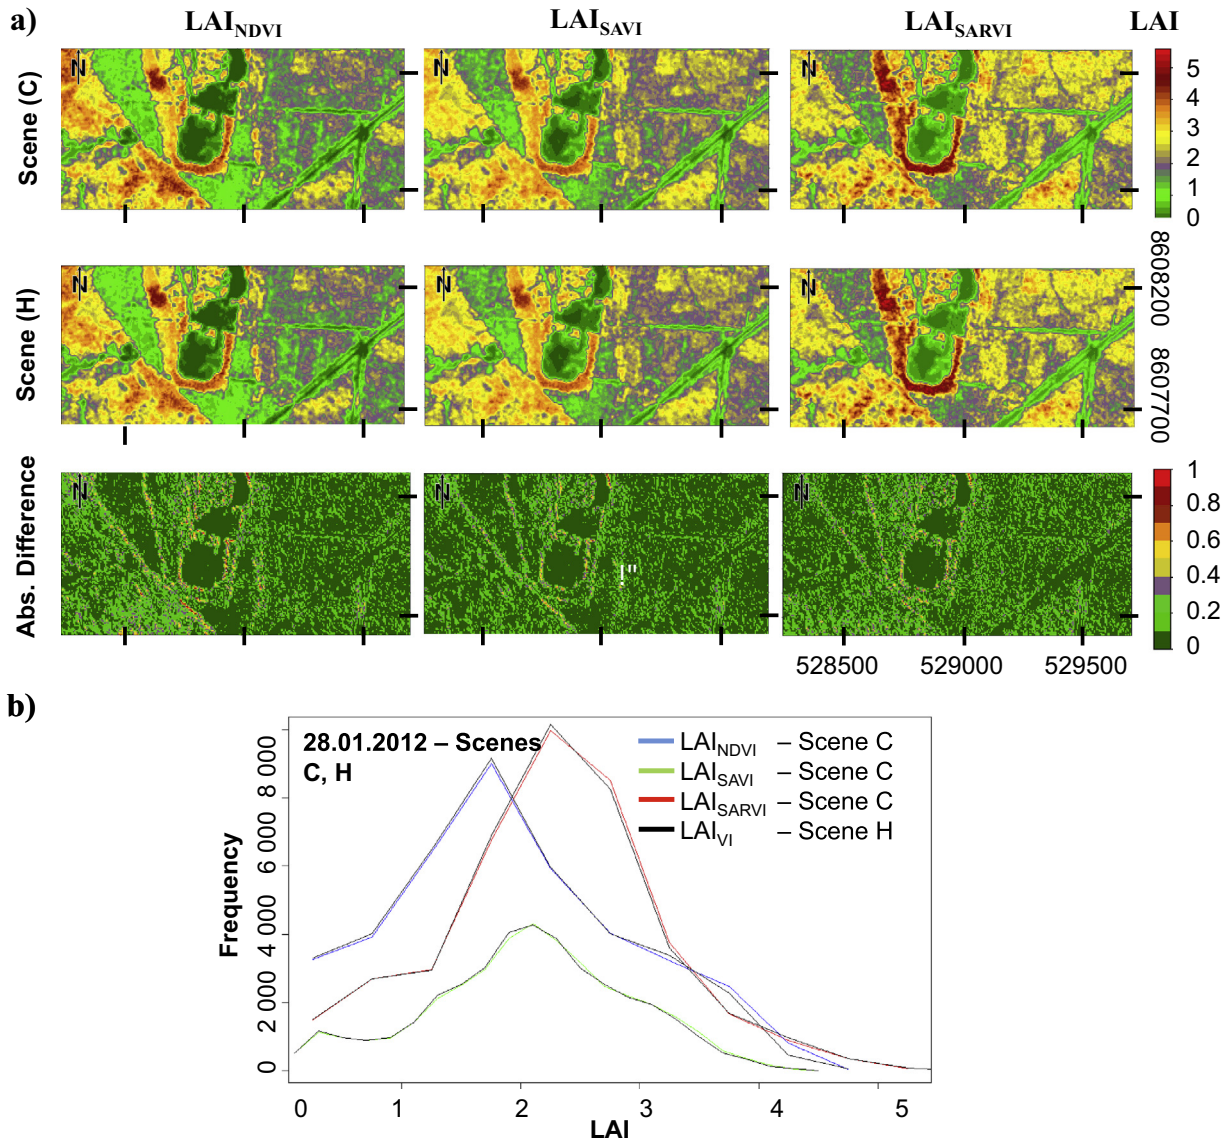 a) LAI_NDVI LAI_SAVI LAI_SARVI LAI
Scene (C)
N N N
5
4
3
2
1
0
Scene (H)
N N N
8608200
8607700
Abs. Difference
N N N
!"
1
0.8
0.6
0.4
0.2
0
528500 529000 529500
b)
28.01.2012 – Scenes
C, H
LAI_NDVI – Scene C
LAI_SAVI – Scene C
LAI_SARVI – Scene C
LAI_VI – Scene H
Frequency
8 000
6 000
4 000
2 000
0
0 1 2 3 4 5
LAI